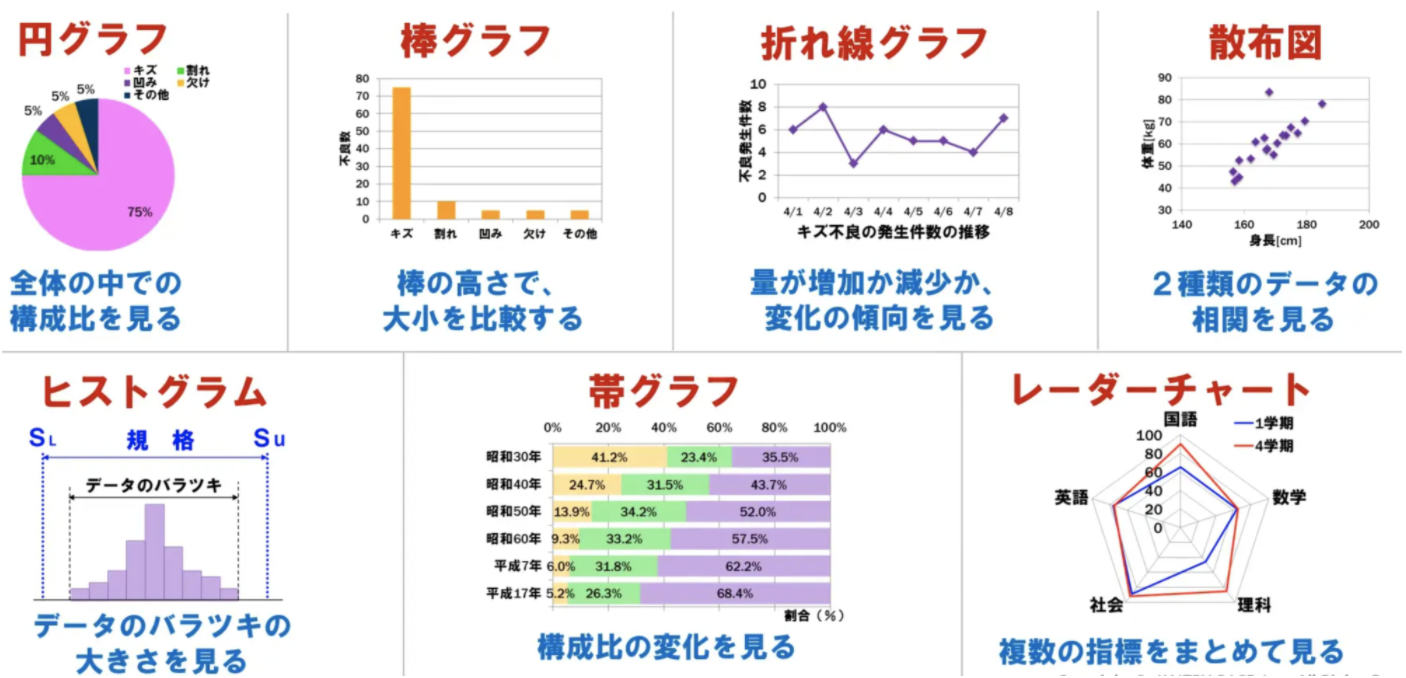 円グラフ
キズ 割れ
凹み 欠け
その他
5%
5%
5%
10%
75%
全体の中での
構成比を見る
棒グラフ
80
70
60
50
40
30
20
10
0
不良数
キズ 割れ 凹み 欠け その他
棒の高さで、
大小を比較する
折れ線グラフ
10
8
6
4
2
0
不良発生件数
4/1 4/2 4/3 4/4 4/5 4/6 4/7 4/8
キズ不良の発生件数の推移
量が増加か減少か、
変化の傾向を見る
散布図
90
80
70
60
50
40
30
体重[kg]
140 160 180 200
身長[cm]
2種類のデータの
相関を見る
ヒストグラム
SL 規格 Su
データのバラツキ
データのバラツキの
大きさを見る
帯グラフ
0% 20% 40% 60% 80% 100%
昭和30年 41.2% 23.4% 35.5%
昭和40年 24.7% 31.5% 43.7%
昭和50年 13.9% 34.2% 52.0%
昭和60年 9.3% 33.2% 57.5%
平成7年 6.0% 31.8% 62.2%
平成17年 5.2% 26.3% 68.4%
割合(%)
構成比の変化を見る
レーダーチャート
国語
1学期
4学期
100
80
60
40
20
0
英語 数学
社会 理科
複数の指標をまとめて見る